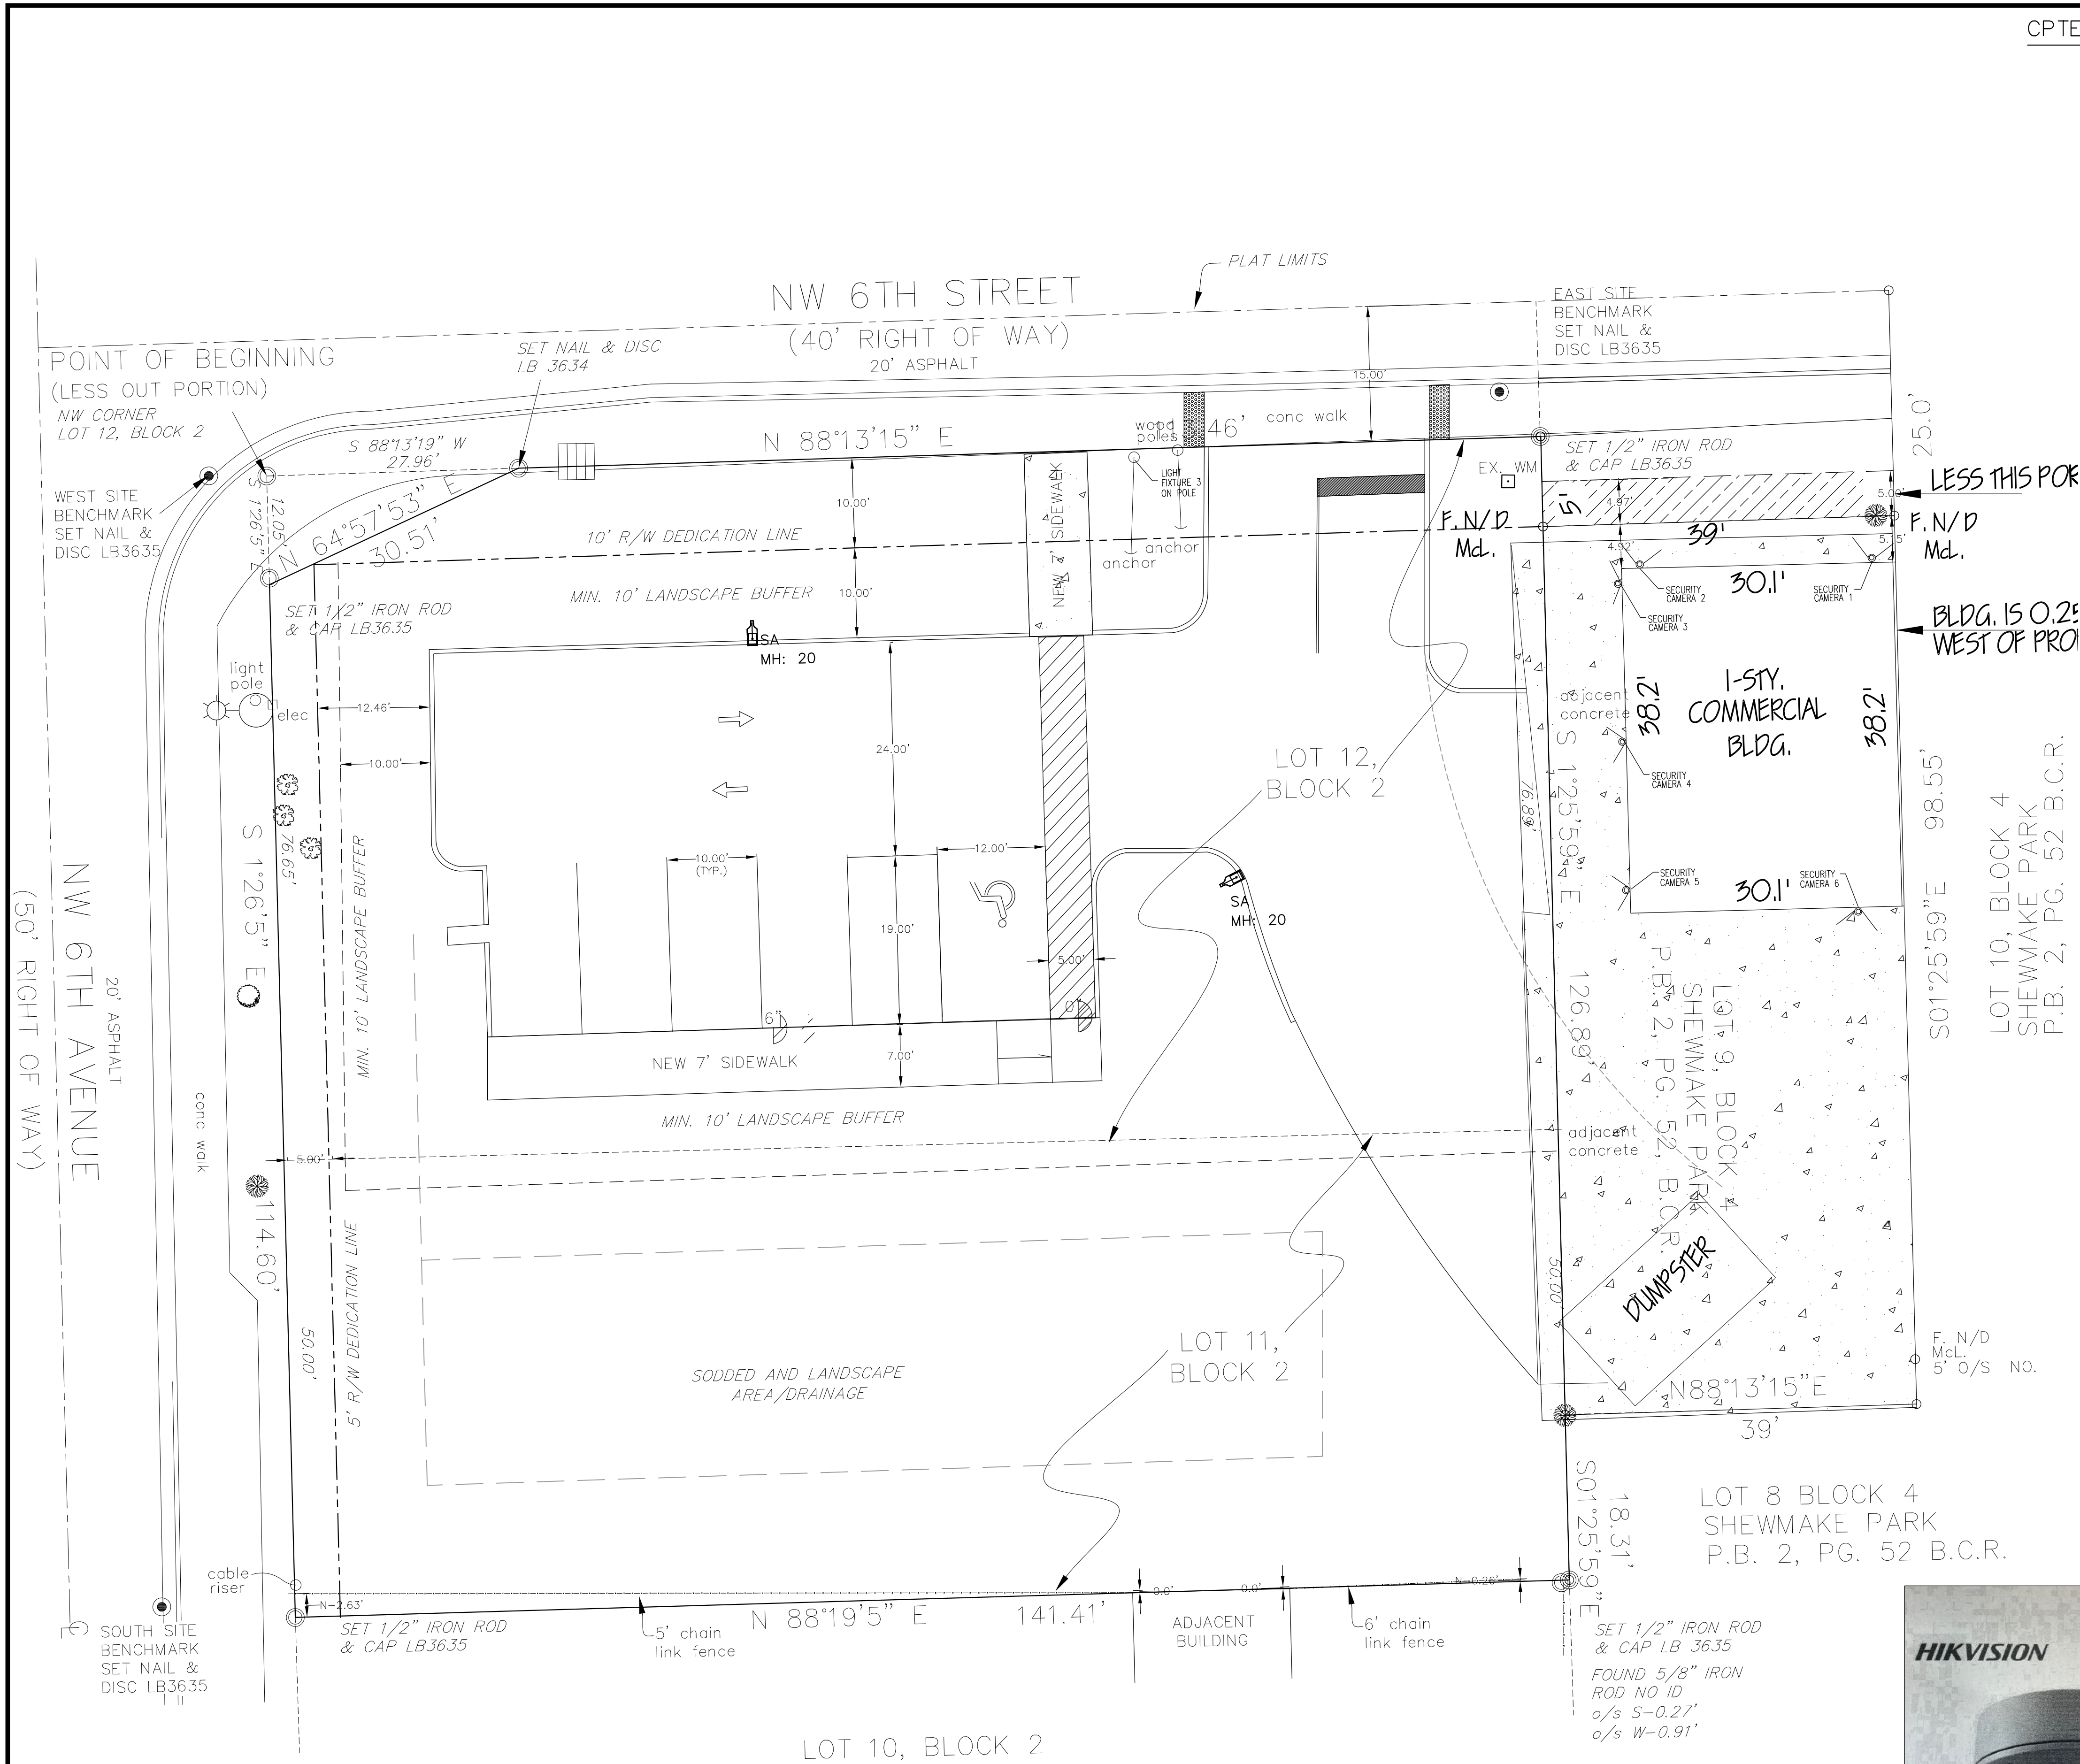 CPTE
PLAT LIMITS
NW 6TH STREET
(40' RIGHT OF WAY)
20' ASPHALT
EAST SITE
BENCHMARK
SET NAIL &
DISC LB3635
POINT OF BEGINNING
(LESS OUT PORTION)
NW CORNER
LOT 12, BLOCK 2
SET NAIL & DISC
LB 3634
S 88°13'19" W
27.96'
15.00'
N 88°13'15" E
46'
wood
poles
conc walk
25.0'
WEST SITE
BENCHMARK
SET NAIL &
DISC LB3635
S 1°26'5" E
12.05'
N 64°57'53" E
30.51'
LIGHT
FIXTURE 3
ON POLE
EX. WM
SET 1/2" IRON ROD
& CAP LB3635
LESS THIS POR
5.00'
4.97'
5'
10.00'
10' R/W DEDICATION LINE
NEW 7' SIDEWALK
anchor
anchor
F. N/D
McL.
39'
F. N/D
McL.
4.92'
MIN. 10' LANDSCAPE BUFFER
10.00'
SET 1/2" IRON ROD
& CAP LB3635
SECURITY
CAMERA 2
30.1'
SECURITY
CAMERA 1
SECURITY
CAMERA 3
BLDG. IS 0.25
WEST OF PRO
SA
MH: 20
light
pole
elec
12.46'
10.00'
24.00'
adjacent
concrete
38.2'
1-STY.
COMMERCIAL
BLDG.
38.2'
LOT 12,
BLOCK 2
S 1°25'59" E
126.89'
76.89'
SECURITY
CAMERA 4
S01°25'59"E 98.55'
LOT 10, BLOCK 4
SHEWMAKE PARK
P.B. 2, PG. 52 B.C.R.
S 1°26'5" E
114.60'
76.65'
MIN. 10' LANDSCAPE BUFFER
10.00'
(TYP.)
12.00'
19.00'
5.00'
SA
MH: 20
SECURITY
CAMERA 5
30.1'
SECURITY
CAMERA 6
NW 6TH AVENUE
(50' RIGHT OF WAY)
20' ASPHALT
conc walk
6"
0"
NEW 7' SIDEWALK
7.00'
MIN. 10' LANDSCAPE BUFFER
LOT 9, BLOCK 4
SHEWMAKE PARK
P.B. 2, PG. 52, B.C.R.
adjacent
concrete
5.00'
5' R/W DEDICATION LINE
50.00'
50.00'
DUMPSTER
LOT 11,
BLOCK 2
SODDED AND LANDSCAPE
AREA/DRAINAGE
F. N/D
McL.
5' O/S NO.
N88°13'15"E
39'
S01°25'59"E
18.31'
LOT 8 BLOCK 4
SHEWMAKE PARK
P.B. 2, PG. 52 B.C.R.
cable
riser
N-2.63'
0.0'
0.0'
N-0.26'
SOUTH SITE
BENCHMARK
SET NAIL &
DISC LB3635
SET 1/2" IRON ROD
& CAP LB3635
5' chain
link fence
N 88°19'5" E
141.41'
ADJACENT
BUILDING
6' chain
link fence
SET 1/2" IRON ROD
& CAP LB 3635
FOUND 5/8" IRON
ROD NO ID
o/s S-0.27'
o/s W-0.91'
HIKVISION
LOT 10, BLOCK 2